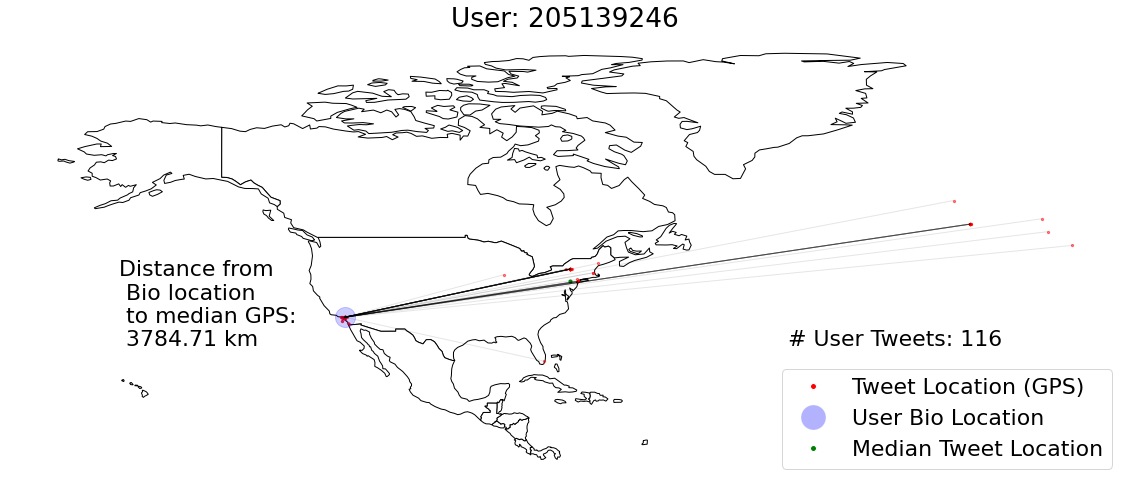 User: 205139246
Distance from
Bio location
to median GPS:
3784.71 km
# User Tweets: 116
Tweet Location (GPS)
User Bio Location
Median Tweet Location